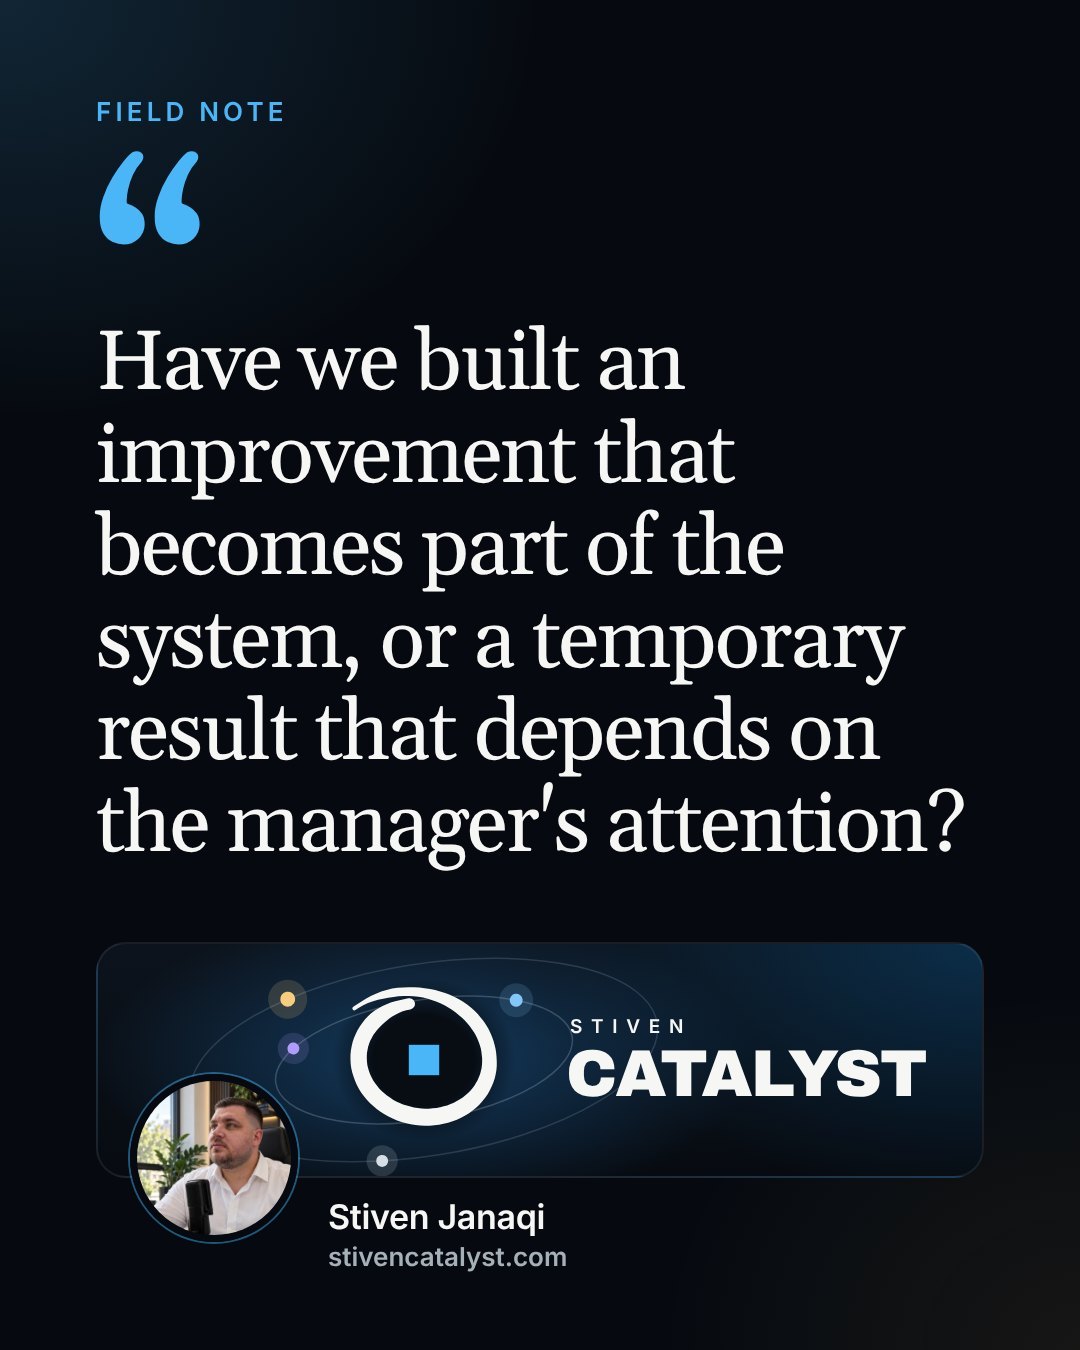 FIELD NOTE
“
Have we built an
improvement that
becomes part of the
system, or a temporary
result that depends on
the manager's attention?
STIVEN
CATALYST
Stiven Janaqi
stivencatalyst.com